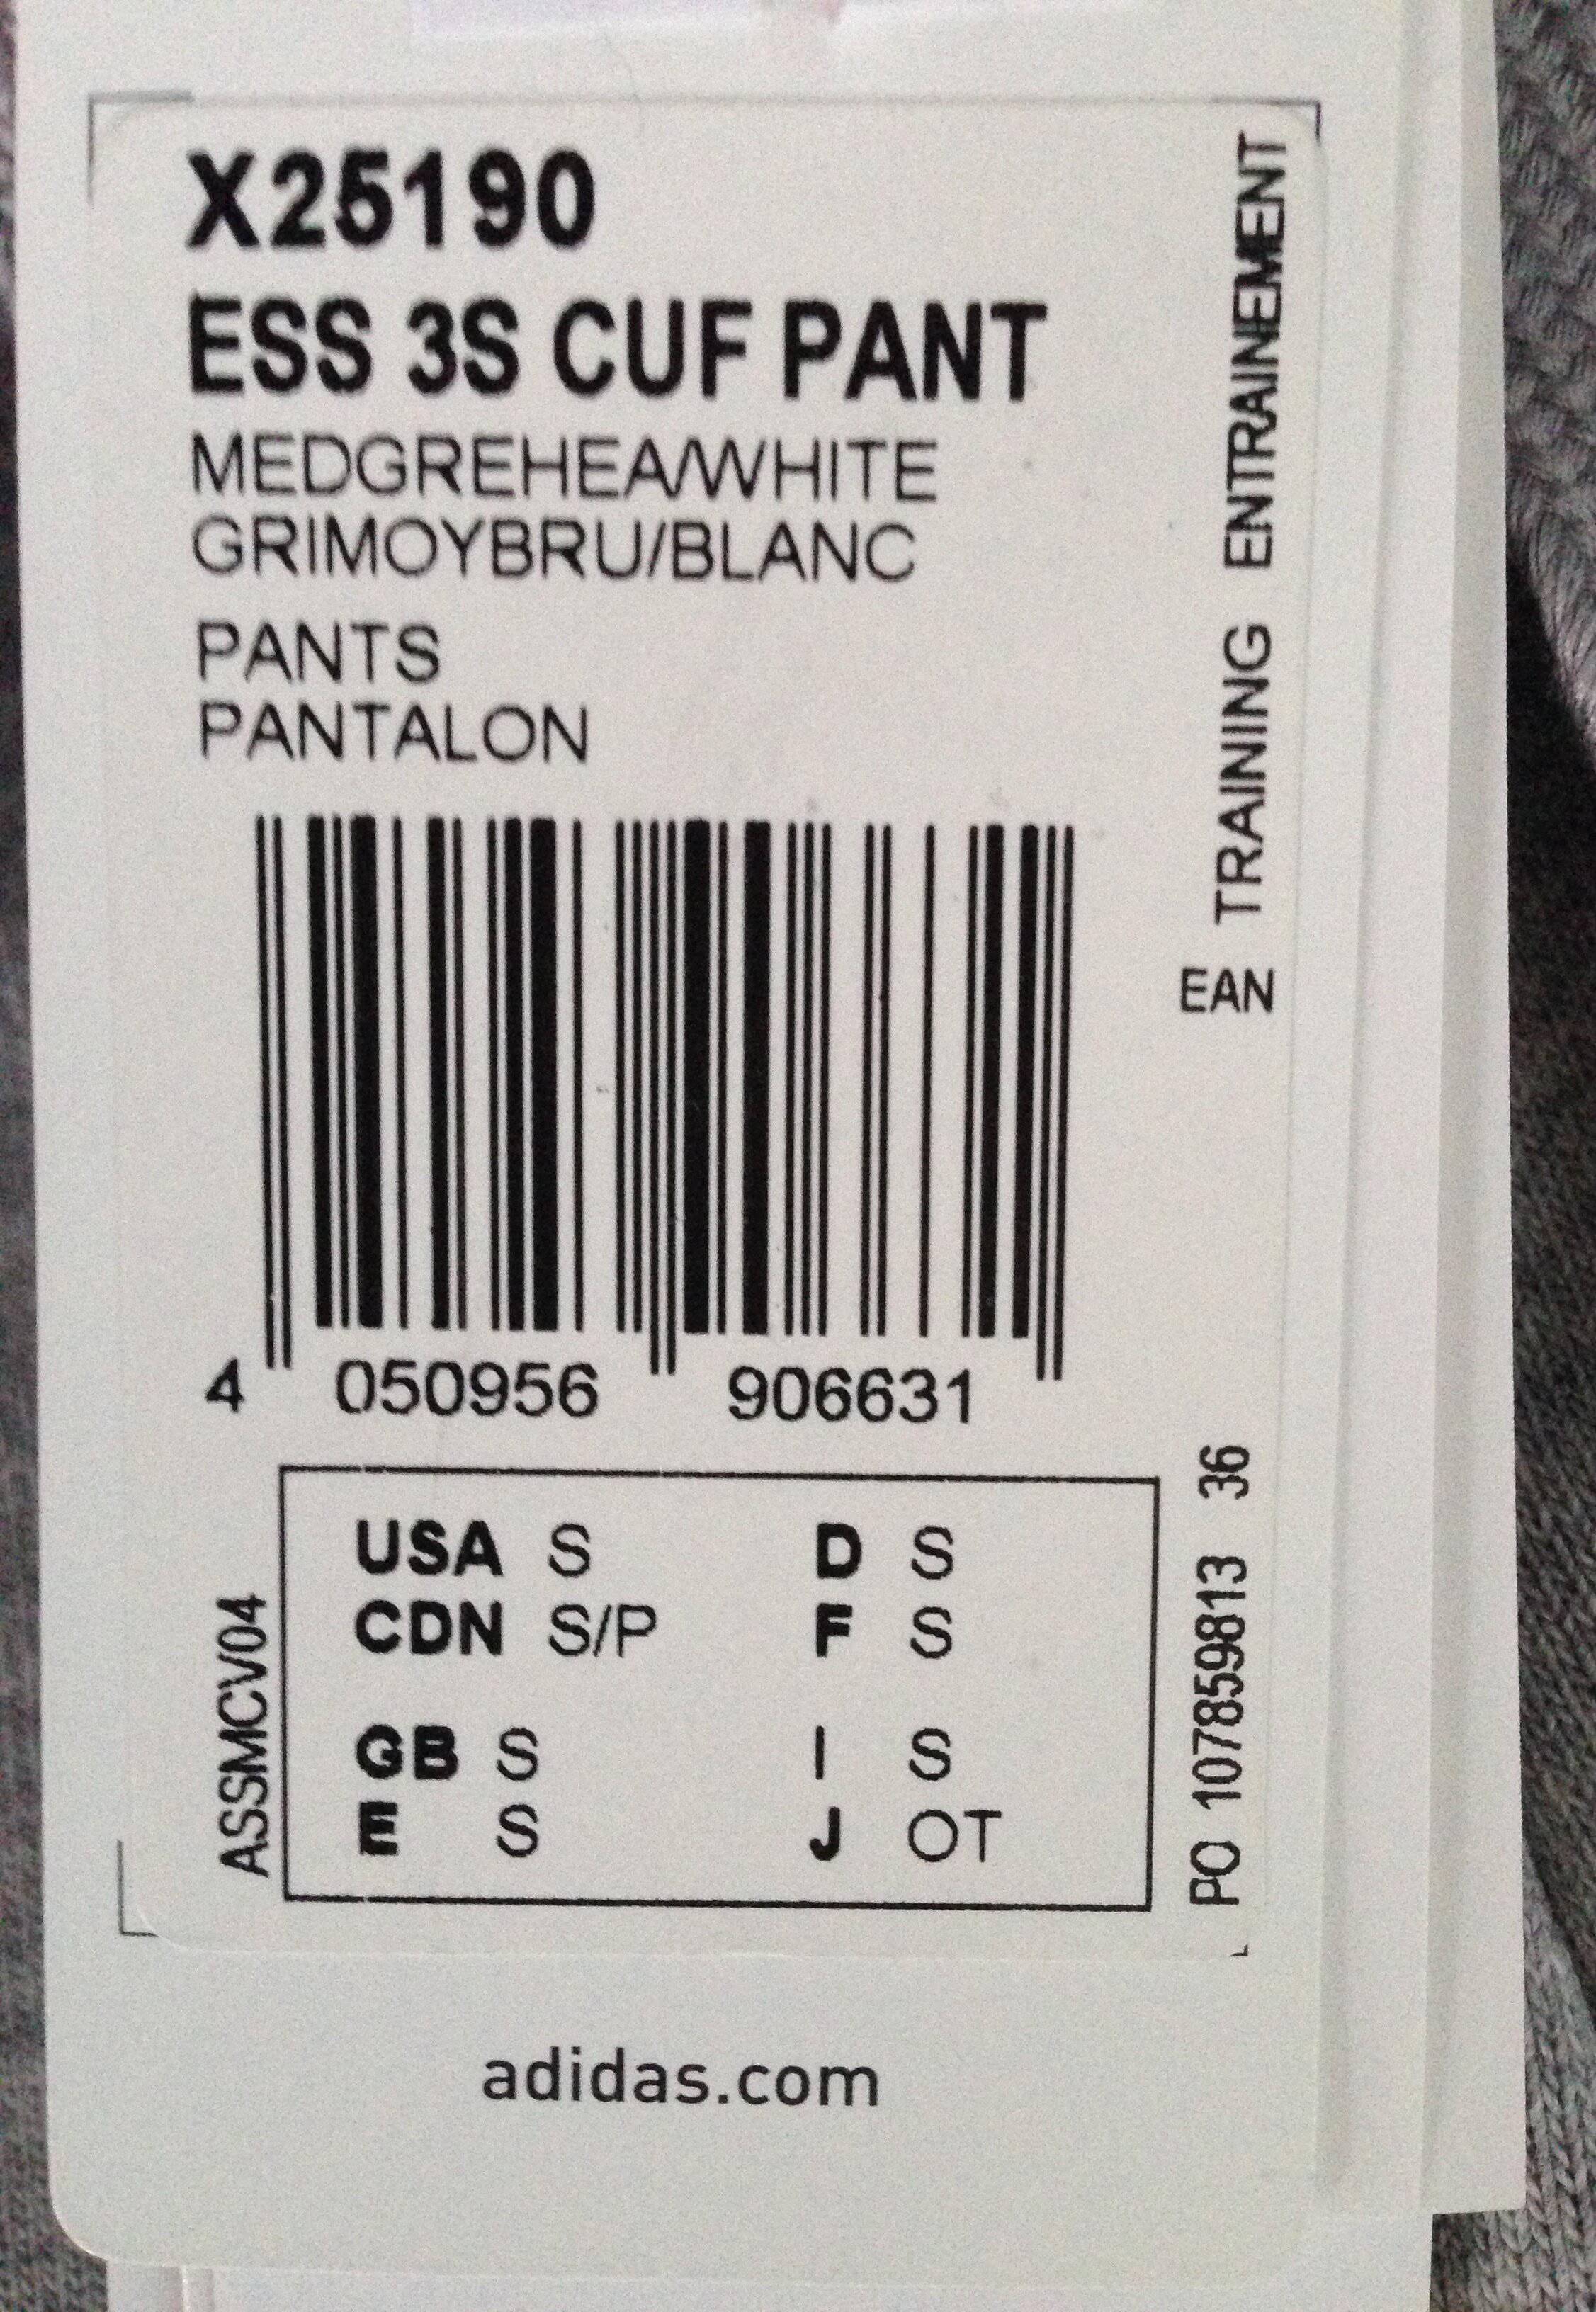 X25190
ESS 3S CUF PANT
MEDGREHEA/WHITE
GRIMOYBRU/BLANC
PANTS
PANTALON
TRAINING ENTRAINEMENT
EAN
4 050956 906631
USA S D S
CDN S/P F S
GB S I S
E S J OT
ASSMCV04
PO 107859813 36
adidas.com